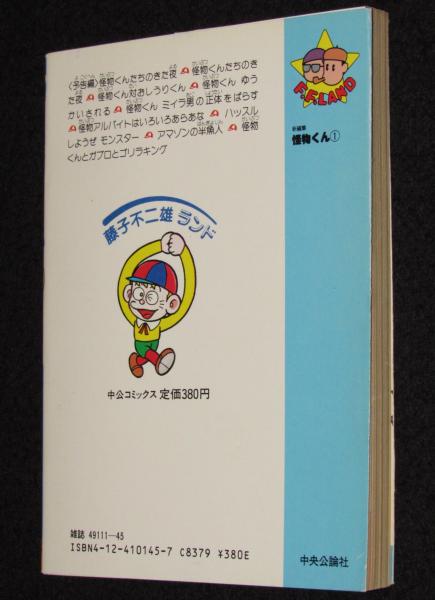 〈予告編〉怪物くんたちのきた夜 怪物くんたちのき
た夜 怪物くん対おしうりくん 怪物くん ゆう
かいされる 怪物くん ミイラ男の正体をばらす
怪物アルバイトはいろいろあらあな ハッスル
しようぜ モンスター アマゾンの半魚人 怪物
くんとガブロとゴリラキング
藤子不二雄ランド
中公コミックス 定価380円
雑誌 49111—45
ISBN4-12-410145-7 C8379 ¥380E
F.F.LAND
新編集
怪物くん①
中央公論社